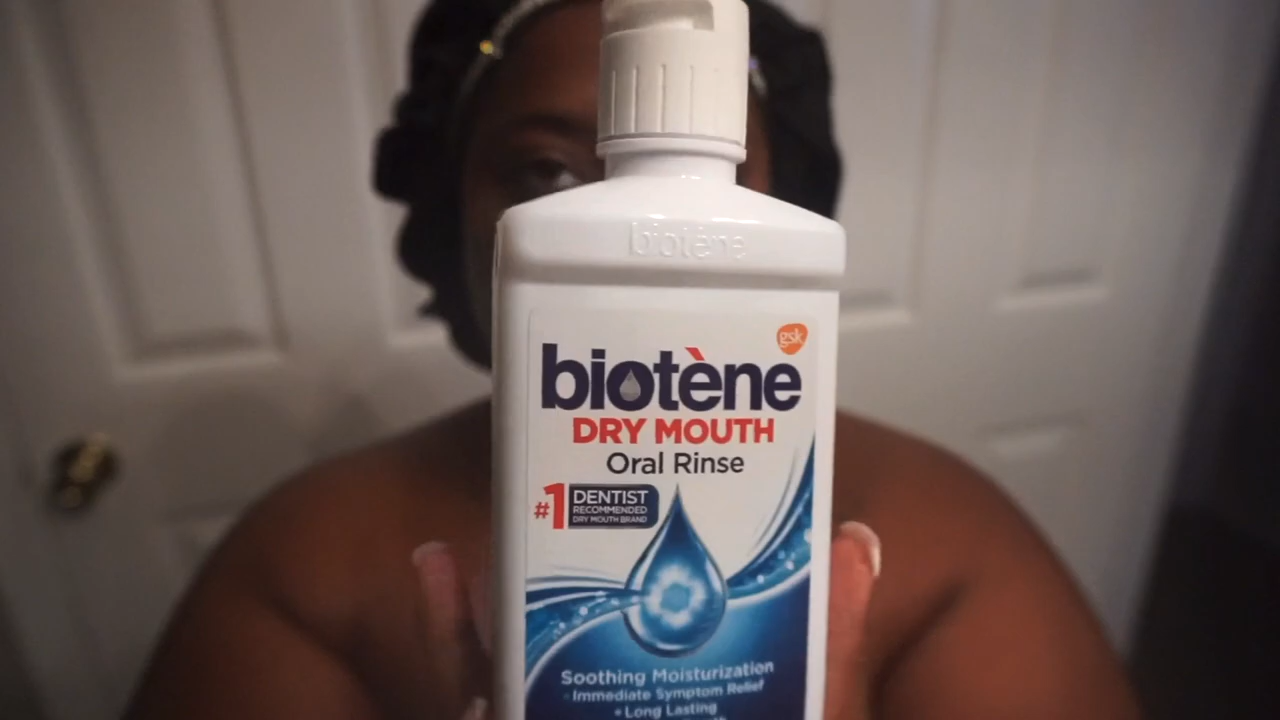 biotène
gsk
biotène
DRY MOUTH
Oral Rinse
#1 DENTIST
RECOMMENDED
DRY MOUTH BRAND
Soothing Moisturization
• Immediate Symptom Relief
• Long Lasting